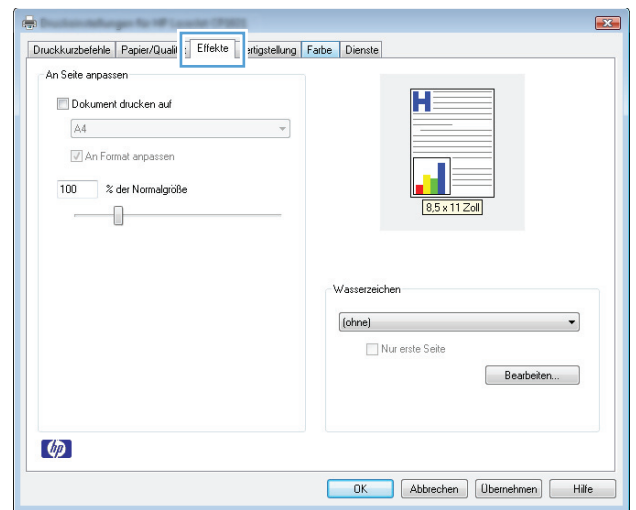 Druckkurzbefehle Papier/Qualit Effekte ertigstellung Farbe Dienste
An Seite anpassen
Dokument drucken auf
A4
An Format anpassen
100 % der Normalgröße
H
8,5 x 11 Zoll
Wasserzeichen
(ohne)
Nur erste Seite
Bearbeiten...
hp
OK Abbrechen Übernehmen Hilfe